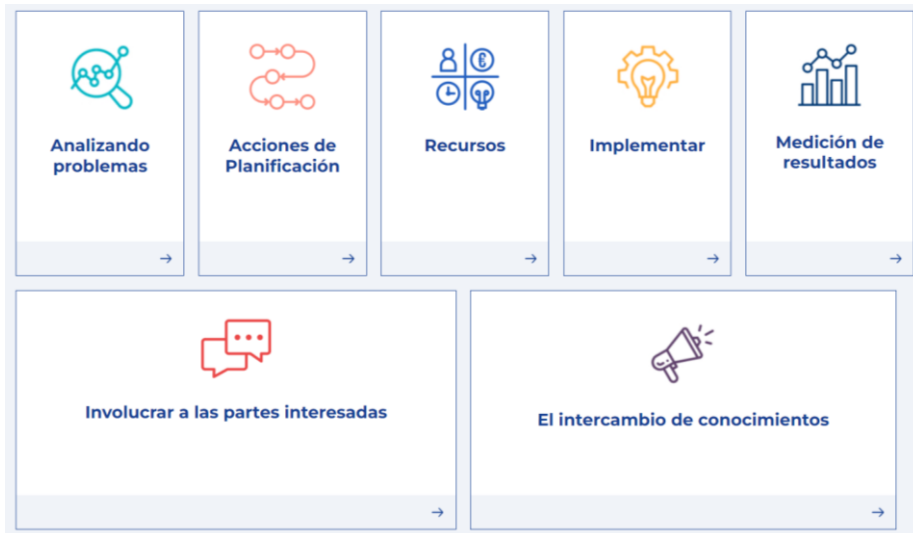 Analizando
problemas
Acciones de
Planificación
Recursos
Implementar
Medición de
resultados
Involucrar a las partes interesadas
El intercambio de conocimientos